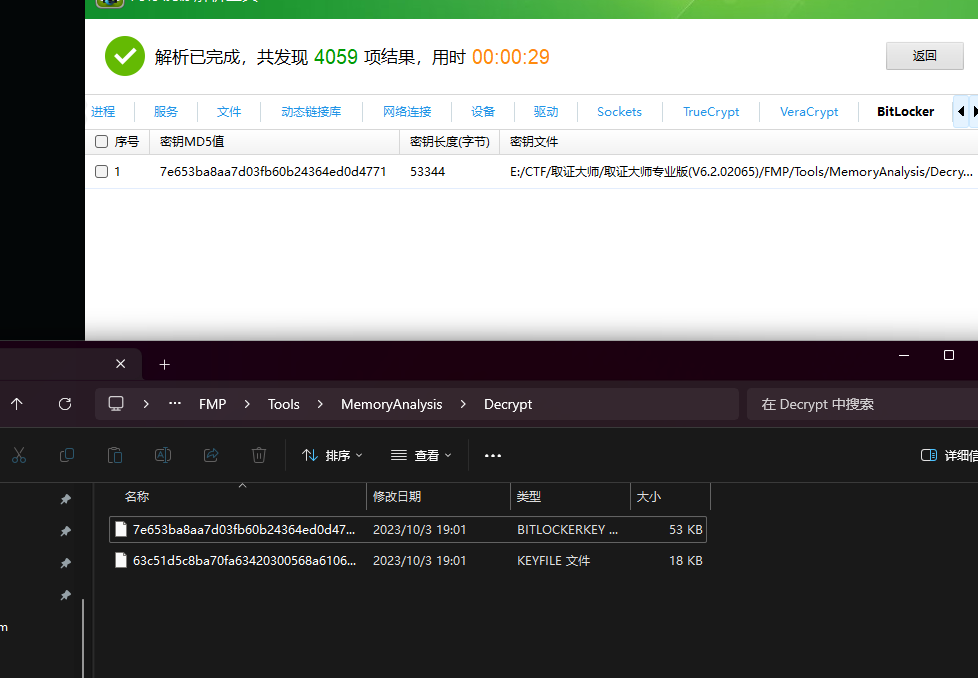 解析已完成，共发现 4059 项结果，用时 00:00:29
返回
进程 服务 文件 动态链接库 网络连接 设备 驱动 Sockets TrueCrypt VeraCrypt BitLocker
序号 密钥MD5值 密钥长度(字节) 密钥文件
1 7e653ba8aa7d03fb60b24364ed0d4771 53344 E:/CTF/取证大师/取证大师专业版(V6.2.02065)/FMP/Tools/MemoryAnalysis/Decry...
... FMP > Tools > MemoryAnalysis > Decrypt
在 Decrypt 中搜索
排序 查看 ... 详细信
名称 修改日期 类型 大小
7e653ba8aa7d03fb60b24364ed0d47... 2023/10/3 19:01 BITLOCKERKEY ... 53 KB
63c51d5c8ba70fa63420300568a6106... 2023/10/3 19:01 KEYFILE 文件 18 KB
m